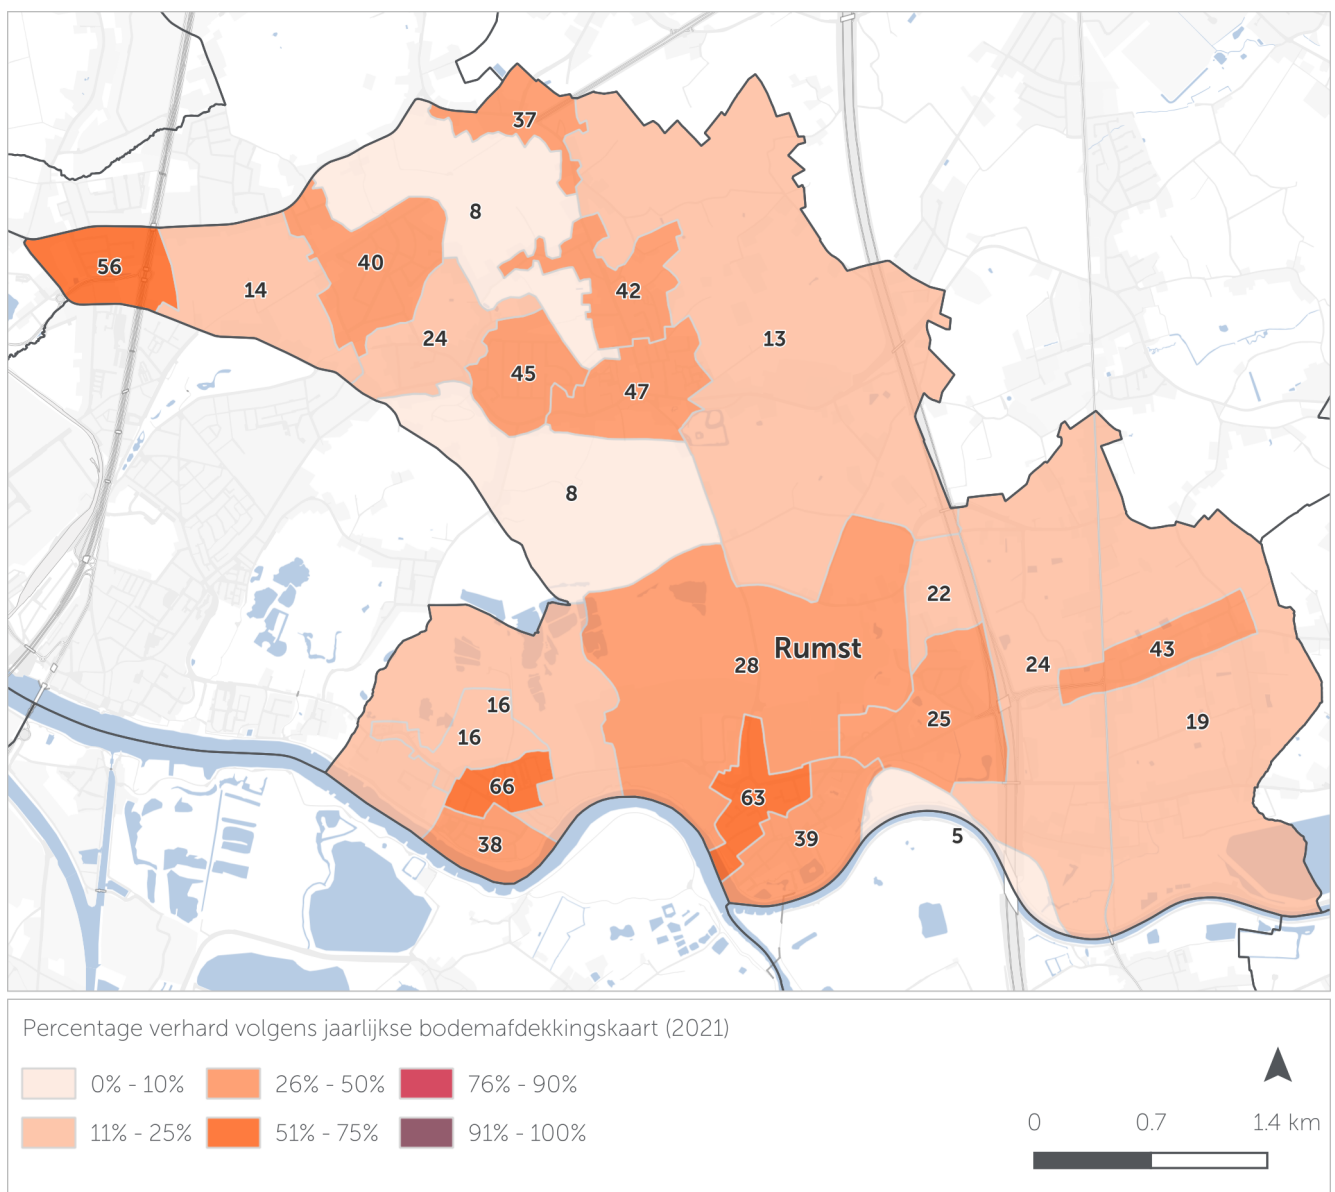 37
8
56
40
14
42
24
13
45
47
8
22
Rumst
28
24
43
16
25
19
16
66
63
38
39
5
Percentage verhard volgens jaarlijkse bodemafdekkingskaart (2021)
0% - 10%
26% - 50%
76% - 90%
11% - 25%
51% - 75%
91% - 100%
0 0.7 1.4 km